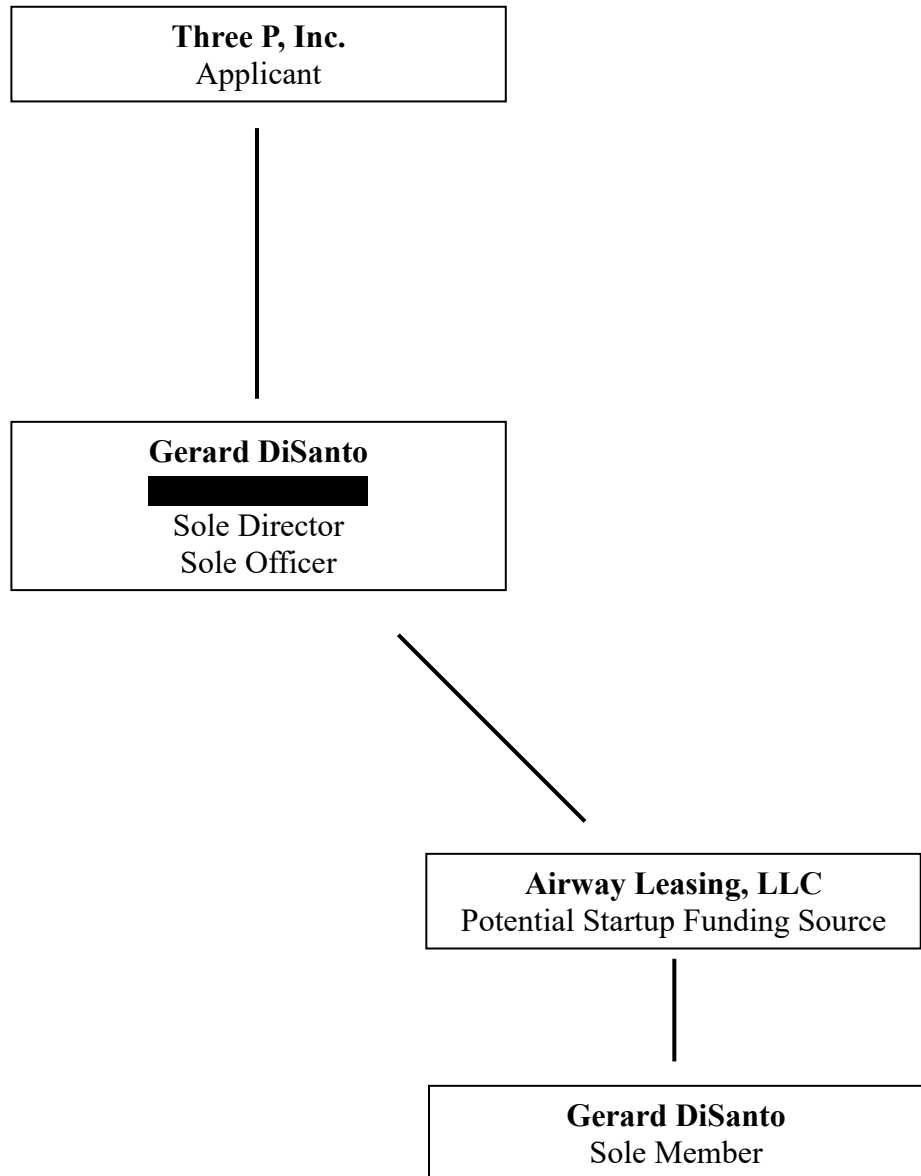 Three P, Inc.
Applicant
Gerard DiSanto
Sole Director
Sole Officer
Airway Leasing, LLC
Potential Startup Funding Source
Gerard DiSanto
Sole Member